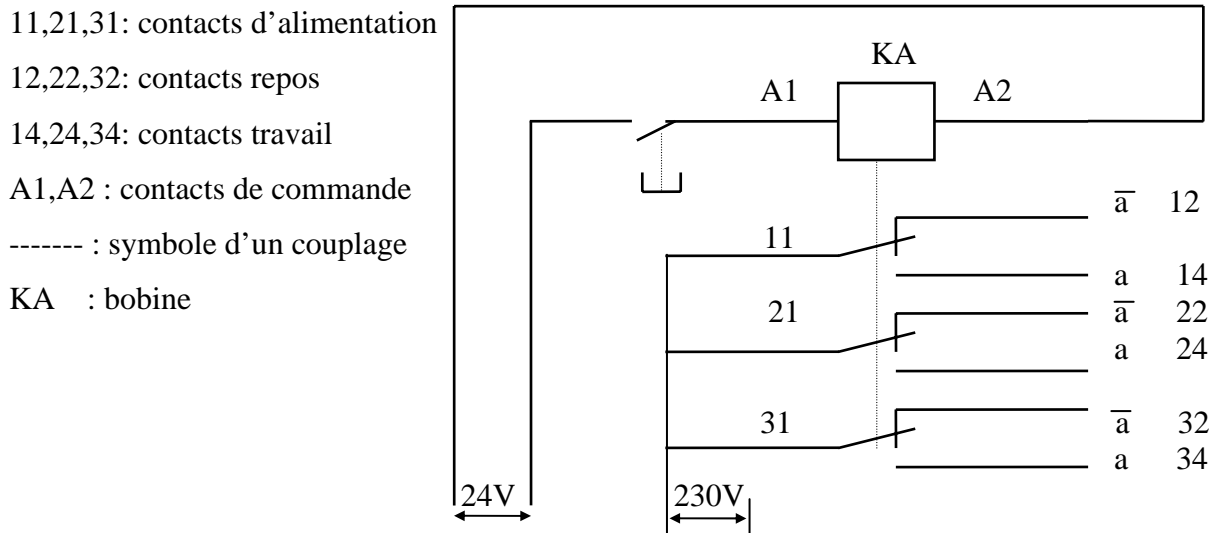 11,21,31: contacts d’alimentation
12,22,32: contacts repos
14,24,34: contacts travail
A1,A2 : contacts de commande
------- : symbole d’un couplage
KA : bobine
KA
A1 A2
a̅ 12
11
a 14
21 a̅ 22
a 24
31 a̅ 32
a 34
24V 230V